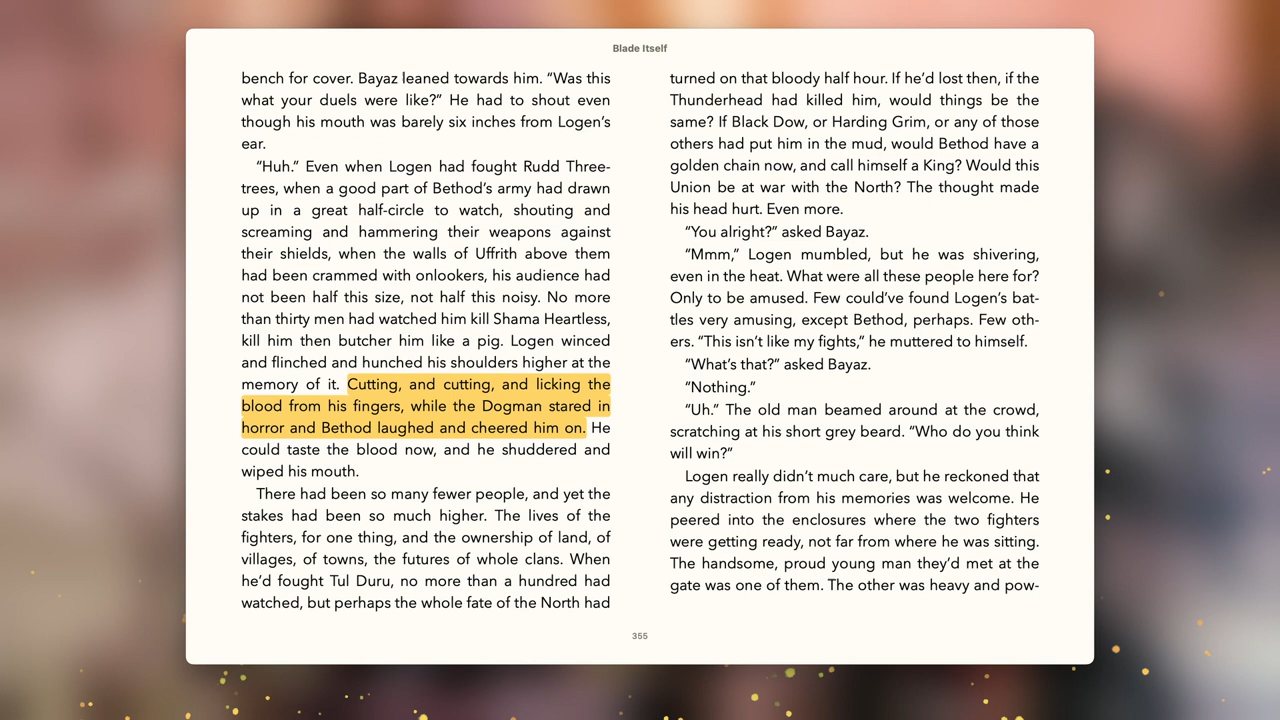 Blade Itself
bench for cover. Bayaz leaned towards him. “Was this
what your duels were like?” He had to shout even
though his mouth was barely six inches from Logen’s
ear.
“Huh.” Even when Logen had fought Rudd Three-
trees, when a good part of Bethod’s army had drawn
up in a great half-circle to watch, shouting and
screaming and hammering their weapons against
their shields, when the walls of Uffrith above them
had been crammed with onlookers, his audience had
not been half this size, not half this noisy. No more
than thirty men had watched him kill Shama Heartless,
kill him then butcher him like a pig. Logen winced
and flinched and hunched his shoulders higher at the
memory of it. Cutting, and cutting, and licking the
blood from his fingers, while the Dogman stared in
horror and Bethod laughed and cheered him on. He
could taste the blood now, and he shuddered and
wiped his mouth.
There had been so many fewer people, and yet the
stakes had been so much higher. The lives of the
fighters, for one thing, and the ownership of land, of
villages, of towns, the futures of whole clans. When
he’d fought Tul Duru, no more than a hundred had
watched, but perhaps the whole fate of the North had
turned on that bloody half hour. If he’d lost then, if the
Thunderhead had killed him, would things be the
same? If Black Dow, or Harding Grim, or any of those
others had put him in the mud, would Bethod have a
golden chain now, and call himself a King? Would this
Union be at war with the North? The thought made
his head hurt. Even more.
“You alright?” asked Bayaz.
“Mmm,” Logen mumbled, but he was shivering,
even in the heat. What were all these people here for?
Only to be amused. Few could’ve found Logen’s bat-
tles very amusing, except Bethod, perhaps. Few oth-
ers. “This isn’t like my fights,” he muttered to himself.
“What’s that?” asked Bayaz.
“Nothing.”
“Uh.” The old man beamed around at the crowd,
scratching at his short grey beard. “Who do you think
will win?”
Logen really didn’t much care, but he reckoned that
any distraction from his memories was welcome. He
peered into the enclosures where the two fighters
were getting ready, not far from where he was sitting.
The handsome, proud young man they’d met at the
gate was one of them. The other was heavy and pow-
355